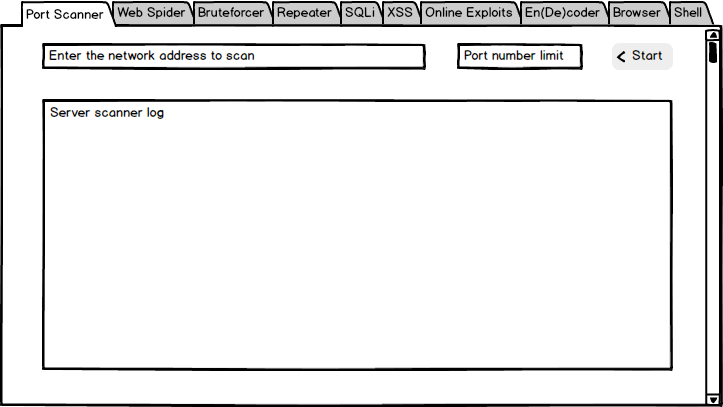 Port Scanner Web Spider Bruteforcer Repeater SQLi XSS Online Exploits En(De)coder Browser Shell
Enter the network address to scan Port number limit Start
Server scanner log